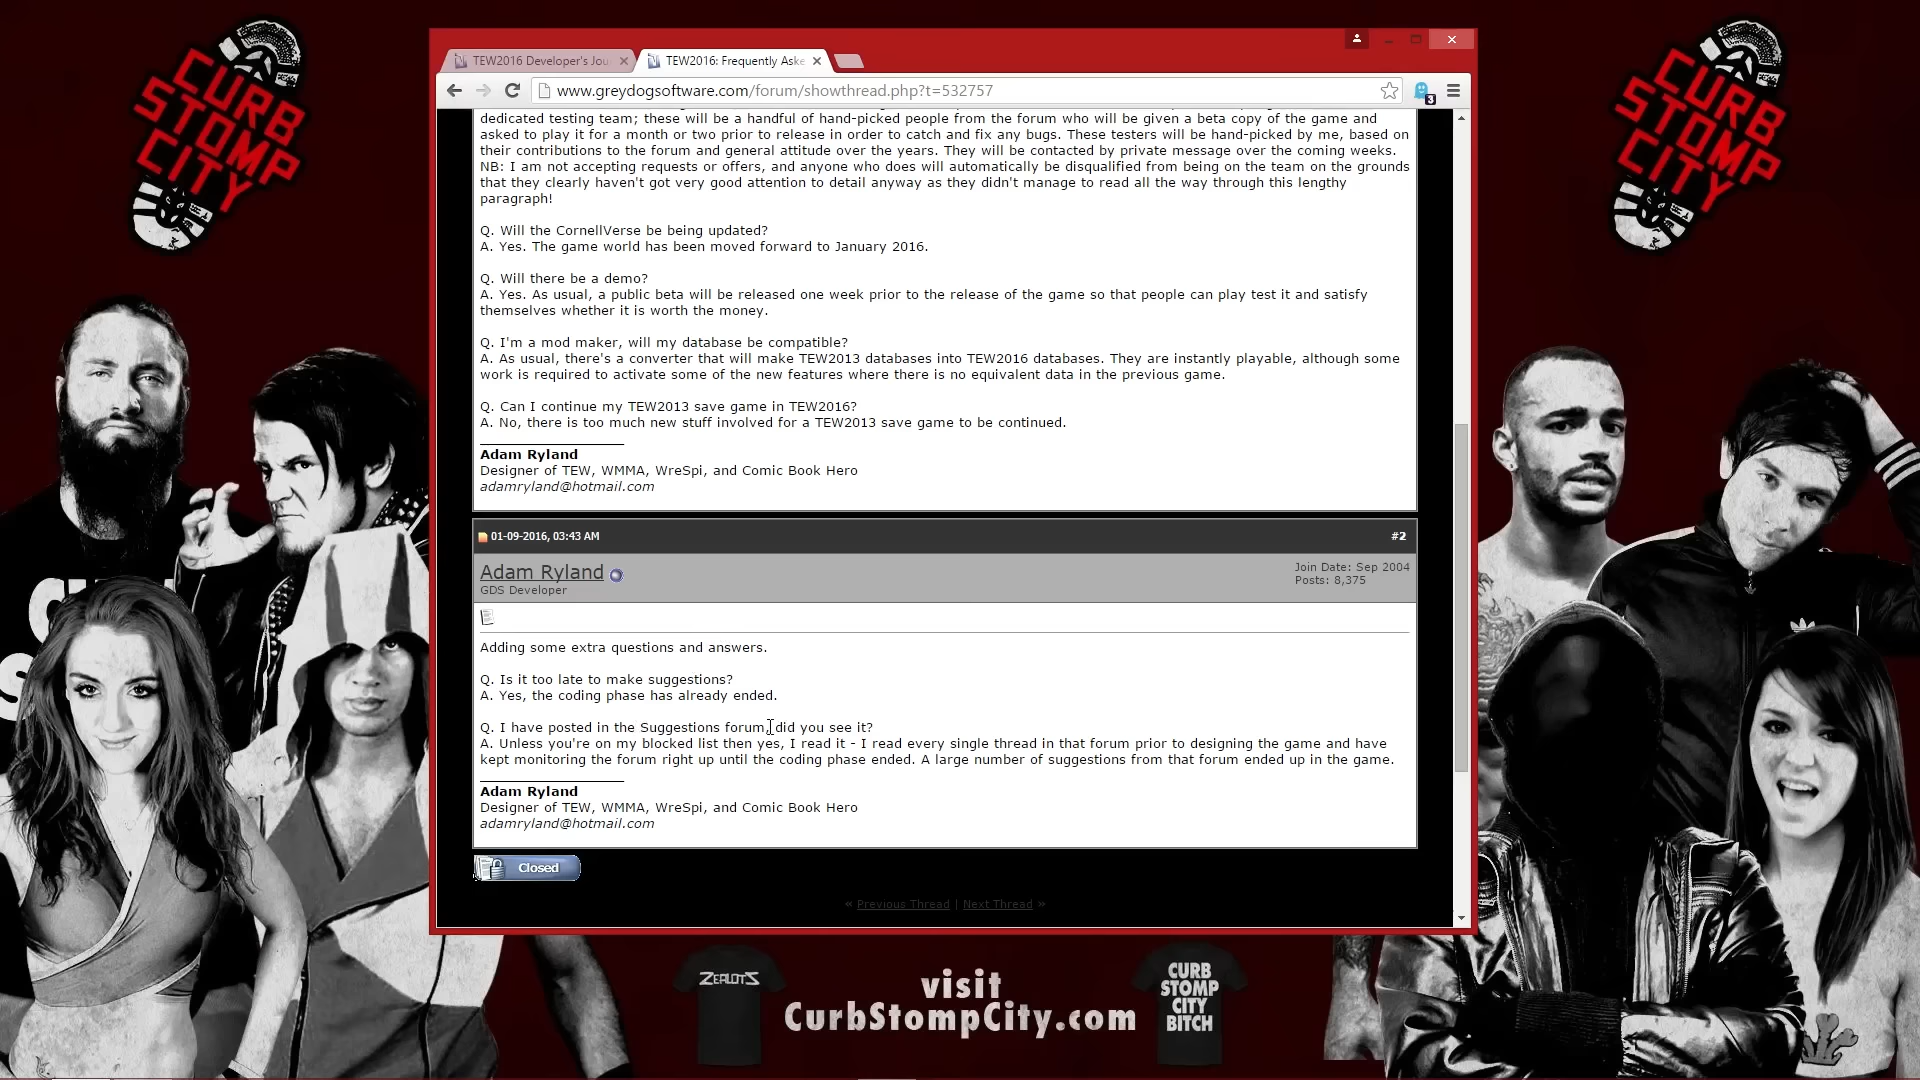 CURB
STOMP
CITY
CURB
STOMP
CITY
TEW2016 Developer's Jou
TEW2016: Frequently Aske
www.greydogsoftware.com/forum/showthread.php?t=532757
3
dedicated testing team; these will be a handful of hand-picked people from the forum who will be given a beta copy of the game and
asked to play it for a month or two prior to release in order to catch and fix any bugs. These testers will be hand-picked by me, based on
their contributions to the forum and general attitude over the years. They will be contacted by private message over the coming weeks.
NB: I am not accepting requests or offers, and anyone who does will automatically be disqualified from being on the team on the grounds
that they clearly haven't got very good attention to detail anyway as they didn't manage to read all the way through this lengthy
paragraph!
Q. Will the CornellVerse be being updated?
A. Yes. The game world has been moved forward to January 2016.
Q. Will there be a demo?
A. Yes. As usual, a public beta will be released one week prior to the release of the game so that people can play test it and satisfy
themselves whether it is worth the money.
Q. I'm a mod maker, will my database be compatible?
A. As usual, there's a converter that will make TEW2013 databases into TEW2016 databases. They are instantly playable, although some
work is required to activate some of the new features where there is no equivalent data in the previous game.
Q. Can I continue my TEW2013 save game in TEW2016?
A. No, there is too much new stuff involved for a TEW2013 save game to be continued.
Adam Ryland
Designer of TEW, WMMA, WreSpi, and Comic Book Hero
adamryland@hotmail.com
01-09-2016, 03:43 AM
#2
Adam Ryland
GDS Developer
Join Date: Sep 2004
Posts: 8,375
Adding some extra questions and answers.
Q. Is it too late to make suggestions?
A. Yes, the coding phase has already ended.
Q. I have posted in the Suggestions forum, did you see it?
A. Unless you're on my blocked list then yes, I read it - I read every single thread in that forum prior to designing the game and have
kept monitoring the forum right up until the coding phase ended. A large number of suggestions from that forum ended up in the game.
Adam Ryland
Designer of TEW, WMMA, WreSpi, and Comic Book Hero
adamryland@hotmail.com
Closed
« Previous Thread | Next Thread »
ZEALOTS
visit
CurbStompCity.com
CURB
STOMP
CITY
BITCH